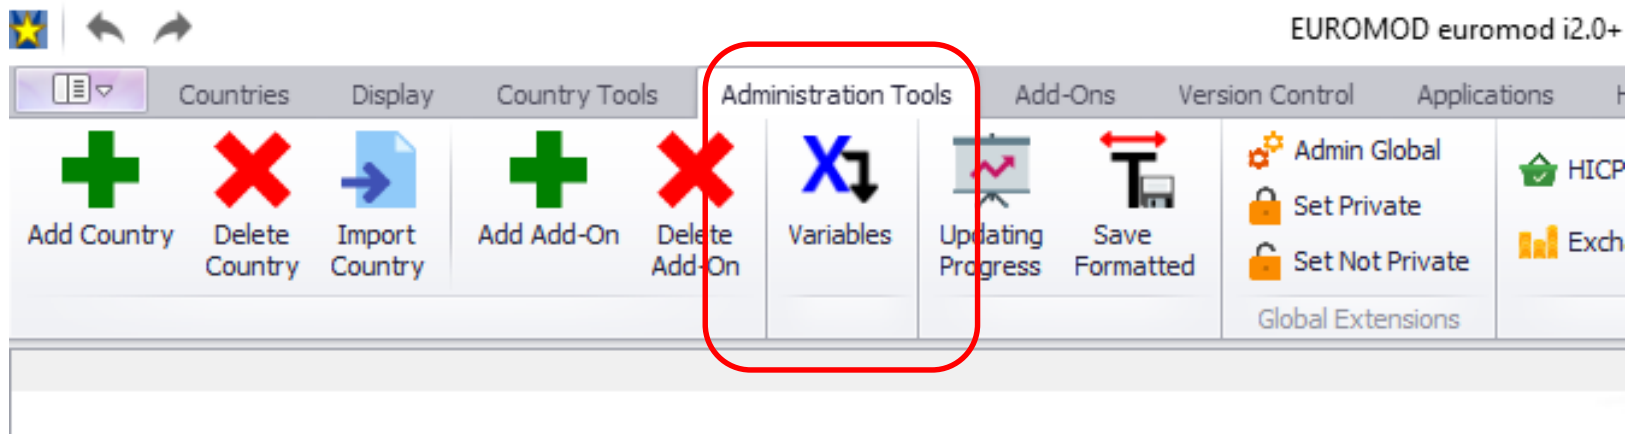 EUROMOD euromod i2.0+
Countries Display Country Tools Administration Tools Add-Ons Version Control Applications
Add Country
Delete
Country
Import
Country
Add Add-On
Delete
Add-On
Variables
Updating
Progress
Save
Formatted
Admin Global
Set Private
Set Not Private
Global Extensions
HICP